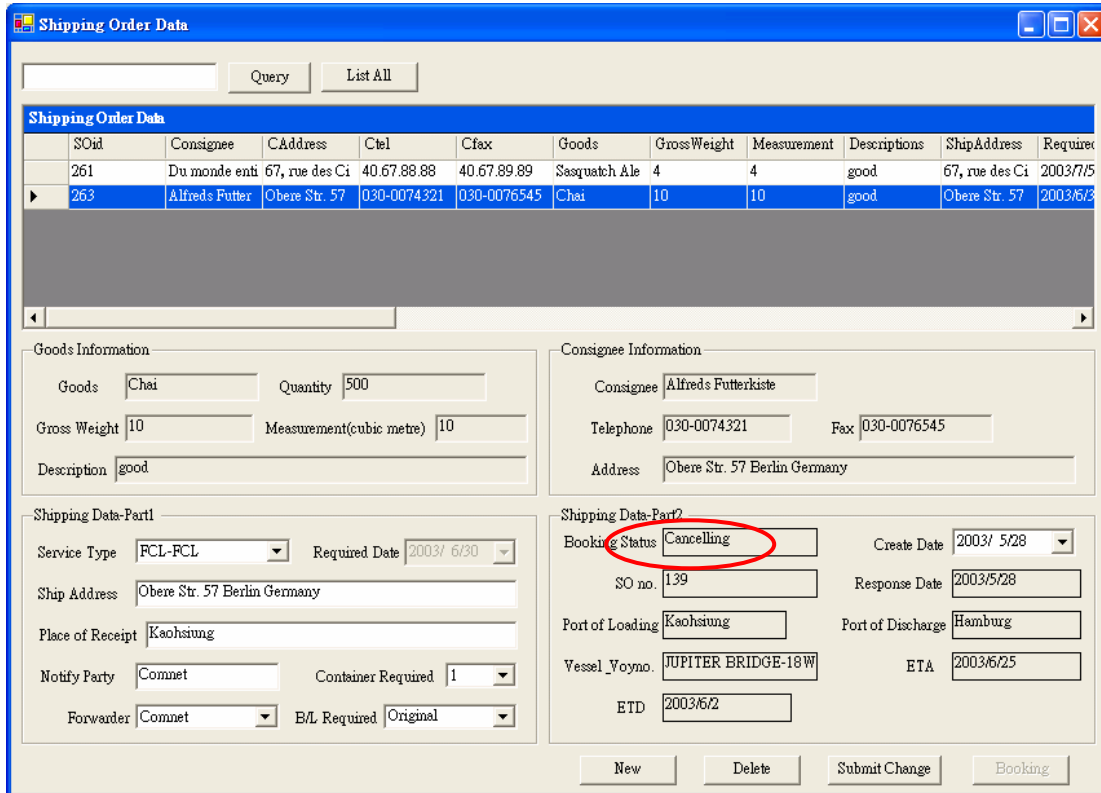 Shipping Order Data
Query List All
Shipping Order Data
SOid Consignee CAddress Ctel Cfax Goods GrossWeight Measurement Descriptions ShipAddress Required
261 Du monde enti 67, rue des Ci 40.67.88.88 40.67.89.89 Sasquatch Ale 4 4 good 67, rue des Ci 2003/7/5
263 Alfreds Futter Obere Str. 57 030-0074321 030-0076545 Chai 10 10 good Obere Str. 57 2003/6/3
Goods Information
Goods Chai Quantity 500
Gross Weight 10 Measurement(cubic metre) 10
Description good
Consignee Information
Consignee Alfreds Futterkiste
Telephone 030-0074321 Fax 030-0076545
Address Obere Str. 57 Berlin Germany
Shipping Data-Part1
Service Type FCL-FCL Required Date 2003/ 6/30
Ship Address Obere Str. 57 Berlin Germany
Place of Receipt Kaohsiung
Notify Party Comnet Container Required 1
Forwarder Comnet B/L Required Original
Shipping Data-Part2
Booking Status Cancelling Create Date 2003/ 5/28
SO no. 139 Response Date 2003/5/28
Port of Loading Kaohsiung Port of Discharge Hamburg
Vessel_Voyno. JUPITER BRIDGE-18W ETA 2003/6/25
ETD 2003/6/2
New Delete Submit Change Booking